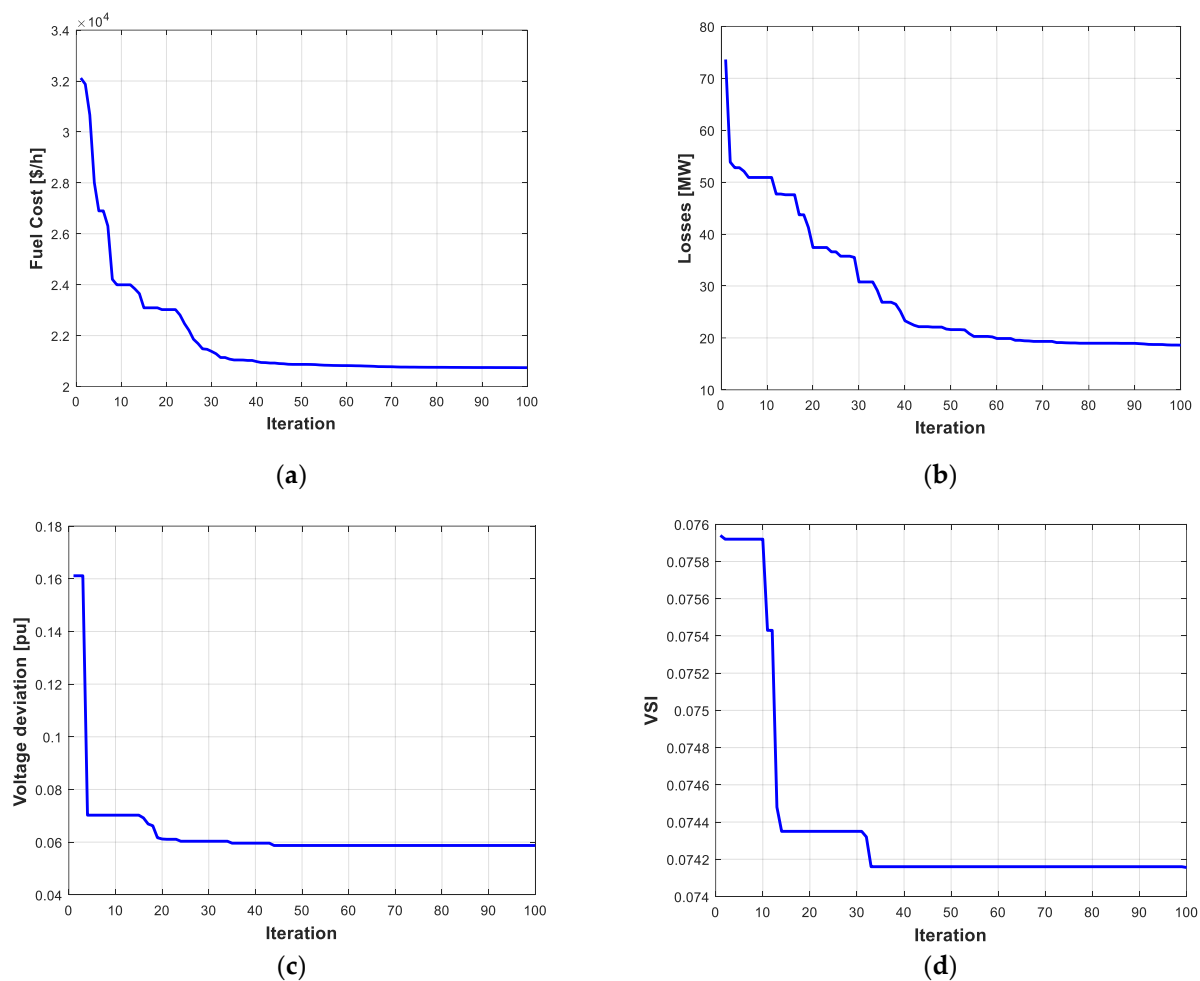 ×10⁴
3.4
3.2
3
2.8
2.6
2.4
2.2
2
Fuel Cost [$/h]
0 10 20 30 40 50 60 70 80 90 100
Iteration
(a)
80
70
60
50
40
30
20
10
Losses [MW]
0 10 20 30 40 50 60 70 80 90 100
Iteration
(b)
0.18
0.16
0.14
0.12
0.1
0.08
0.06
0.04
Voltage deviation [pu]
0 10 20 30 40 50 60 70 80 90 100
Iteration
(c)
0.076
0.0758
0.0756
0.0754
0.0752
0.075
0.0748
0.0746
0.0744
0.0742
0.074
VSI
0 10 20 30 40 50 60 70 80 90 100
Iteration
(d)